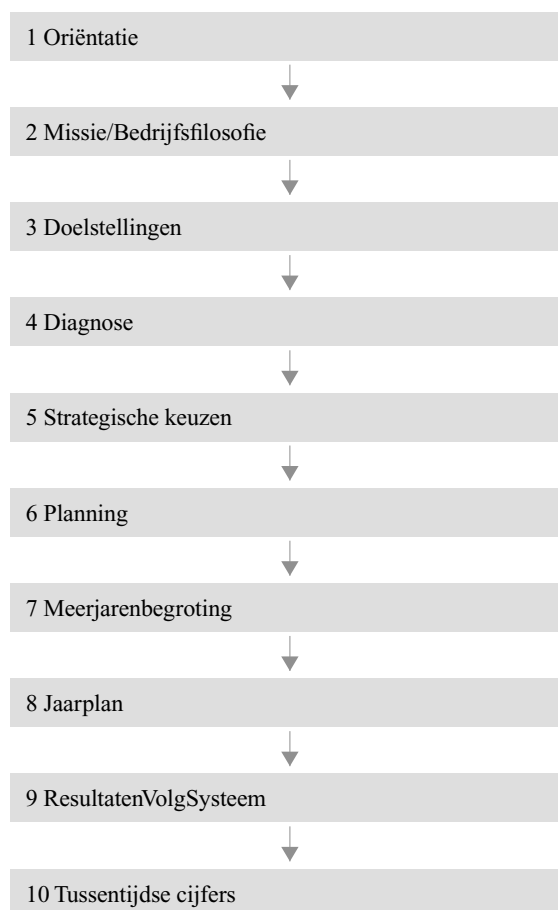 1 Oriëntatie
2 Missie/Bedrijfsfilosofie
3 Doelstellingen
4 Diagnose
5 Strategische keuzen
6 Planning
7 Meerjarenbegroting
8 Jaarplan
9 ResultatenVolgSysteem
10 Tussentijdse cijfers